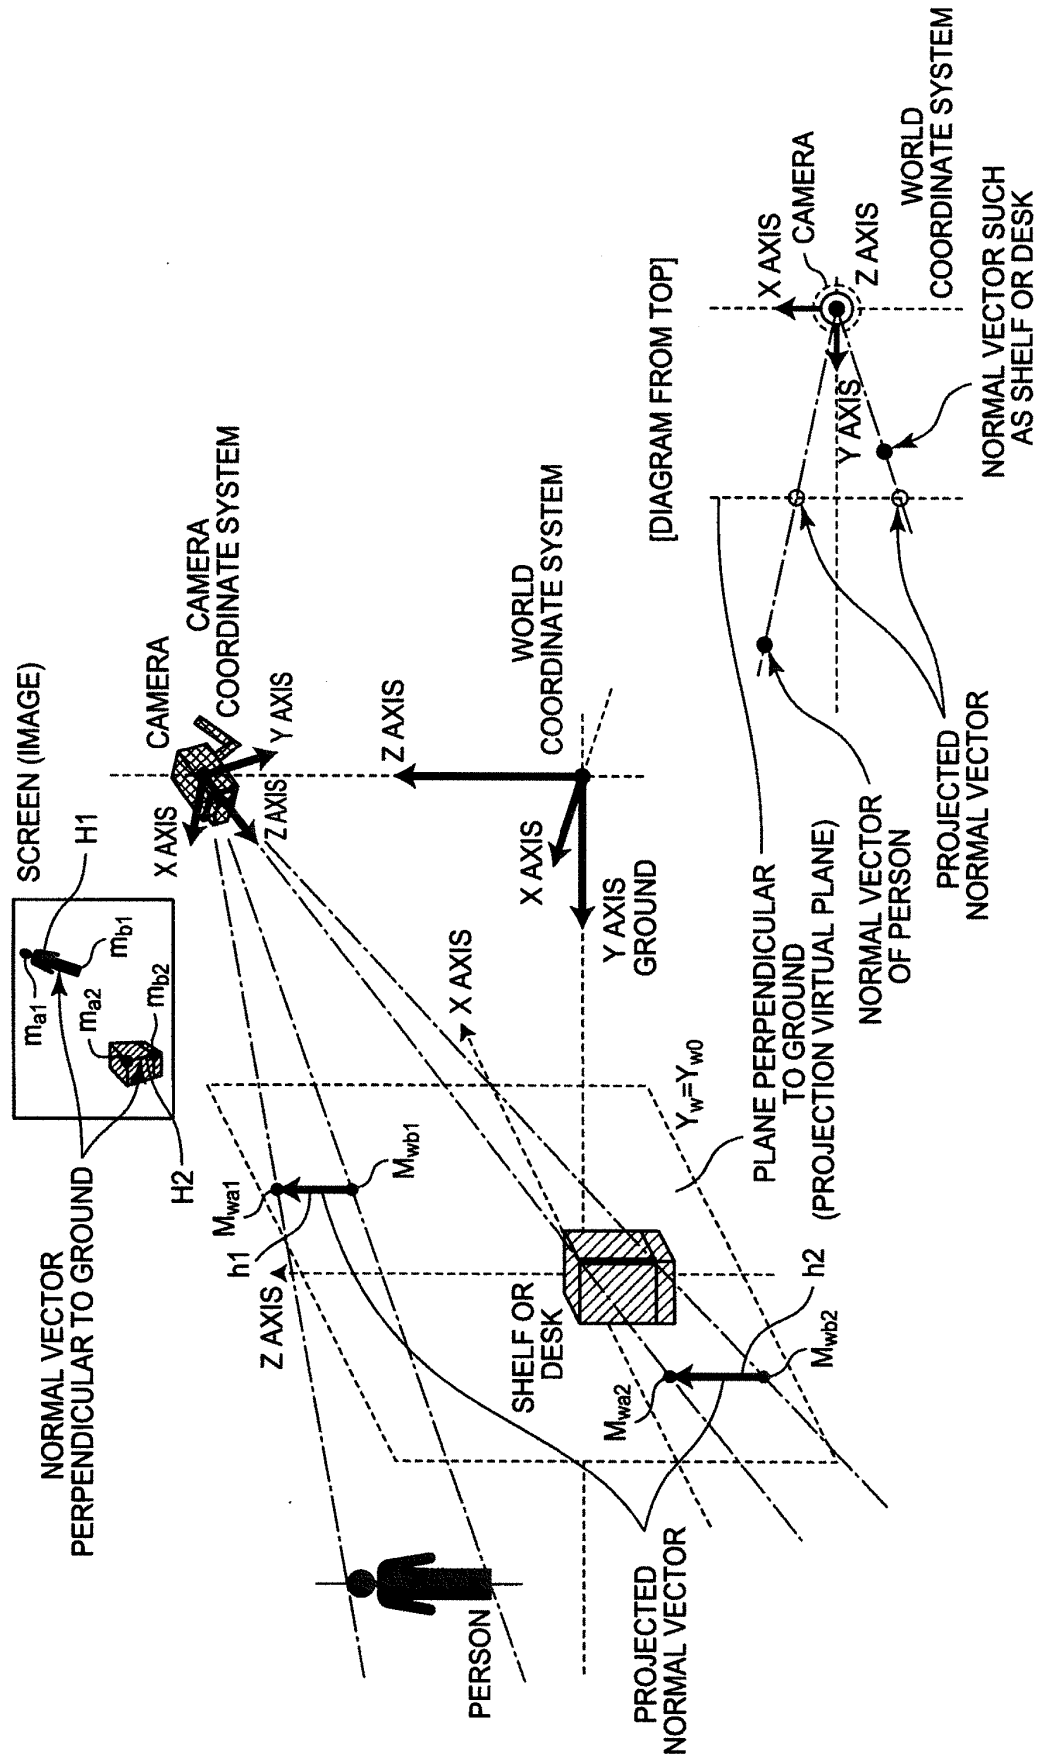 NORMAL VECTOR
PERPENDICULAR TO GROUND
SCREEN (IMAGE)
ma1
ma2
mb1
mb2
H1
H2
CAMERA
CAMERA
COORDINATE SYSTEM
X AXIS
Y AXIS
Z AXIS
Mwa1
Mwb1
h1
Z AXIS
X AXIS
Z AXIS
WORLD
COORDINATE SYSTEM
X AXIS
Y AXIS
GROUND
PERSON
SHELF OR
DESK
Mwa2
Mwb2
h2
Yw=Yw0
PROJECTED
NORMAL VECTOR
PLANE PERPENDICULAR
TO GROUND
(PROJECTION VIRTUAL PLANE)
[DIAGRAM FROM TOP]
X AXIS
CAMERA
Z AXIS
Y AXIS
WORLD
COORDINATE SYSTEM
NORMAL VECTOR
OF PERSON
PROJECTED
NORMAL VECTOR
NORMAL VECTOR SUCH
AS SHELF OR DESK